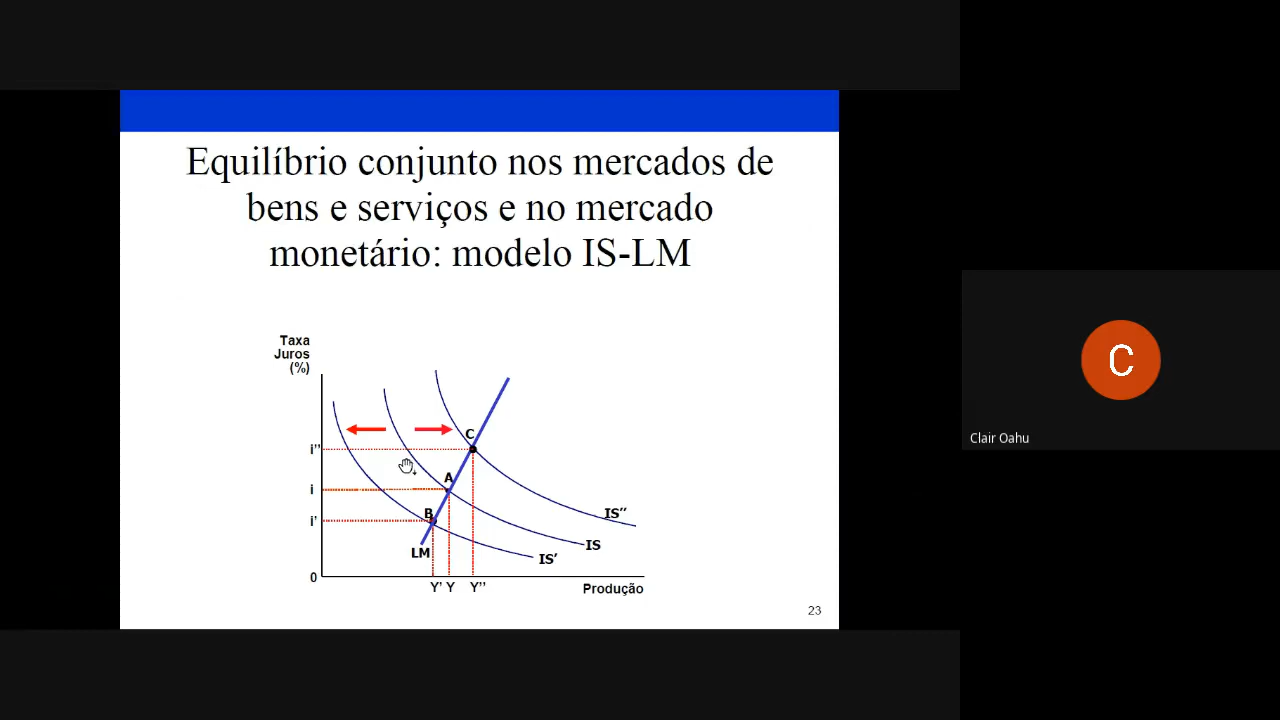 Equilíbrio conjunto nos mercados de
bens e serviços e no mercado
monetário: modelo IS-LM
Taxa
Juros
(%)
C
i''
A
i
IS″
B
i'
IS
LM
IS′
0
Y' Y Y''
Produção
23
C
Clair Oahu